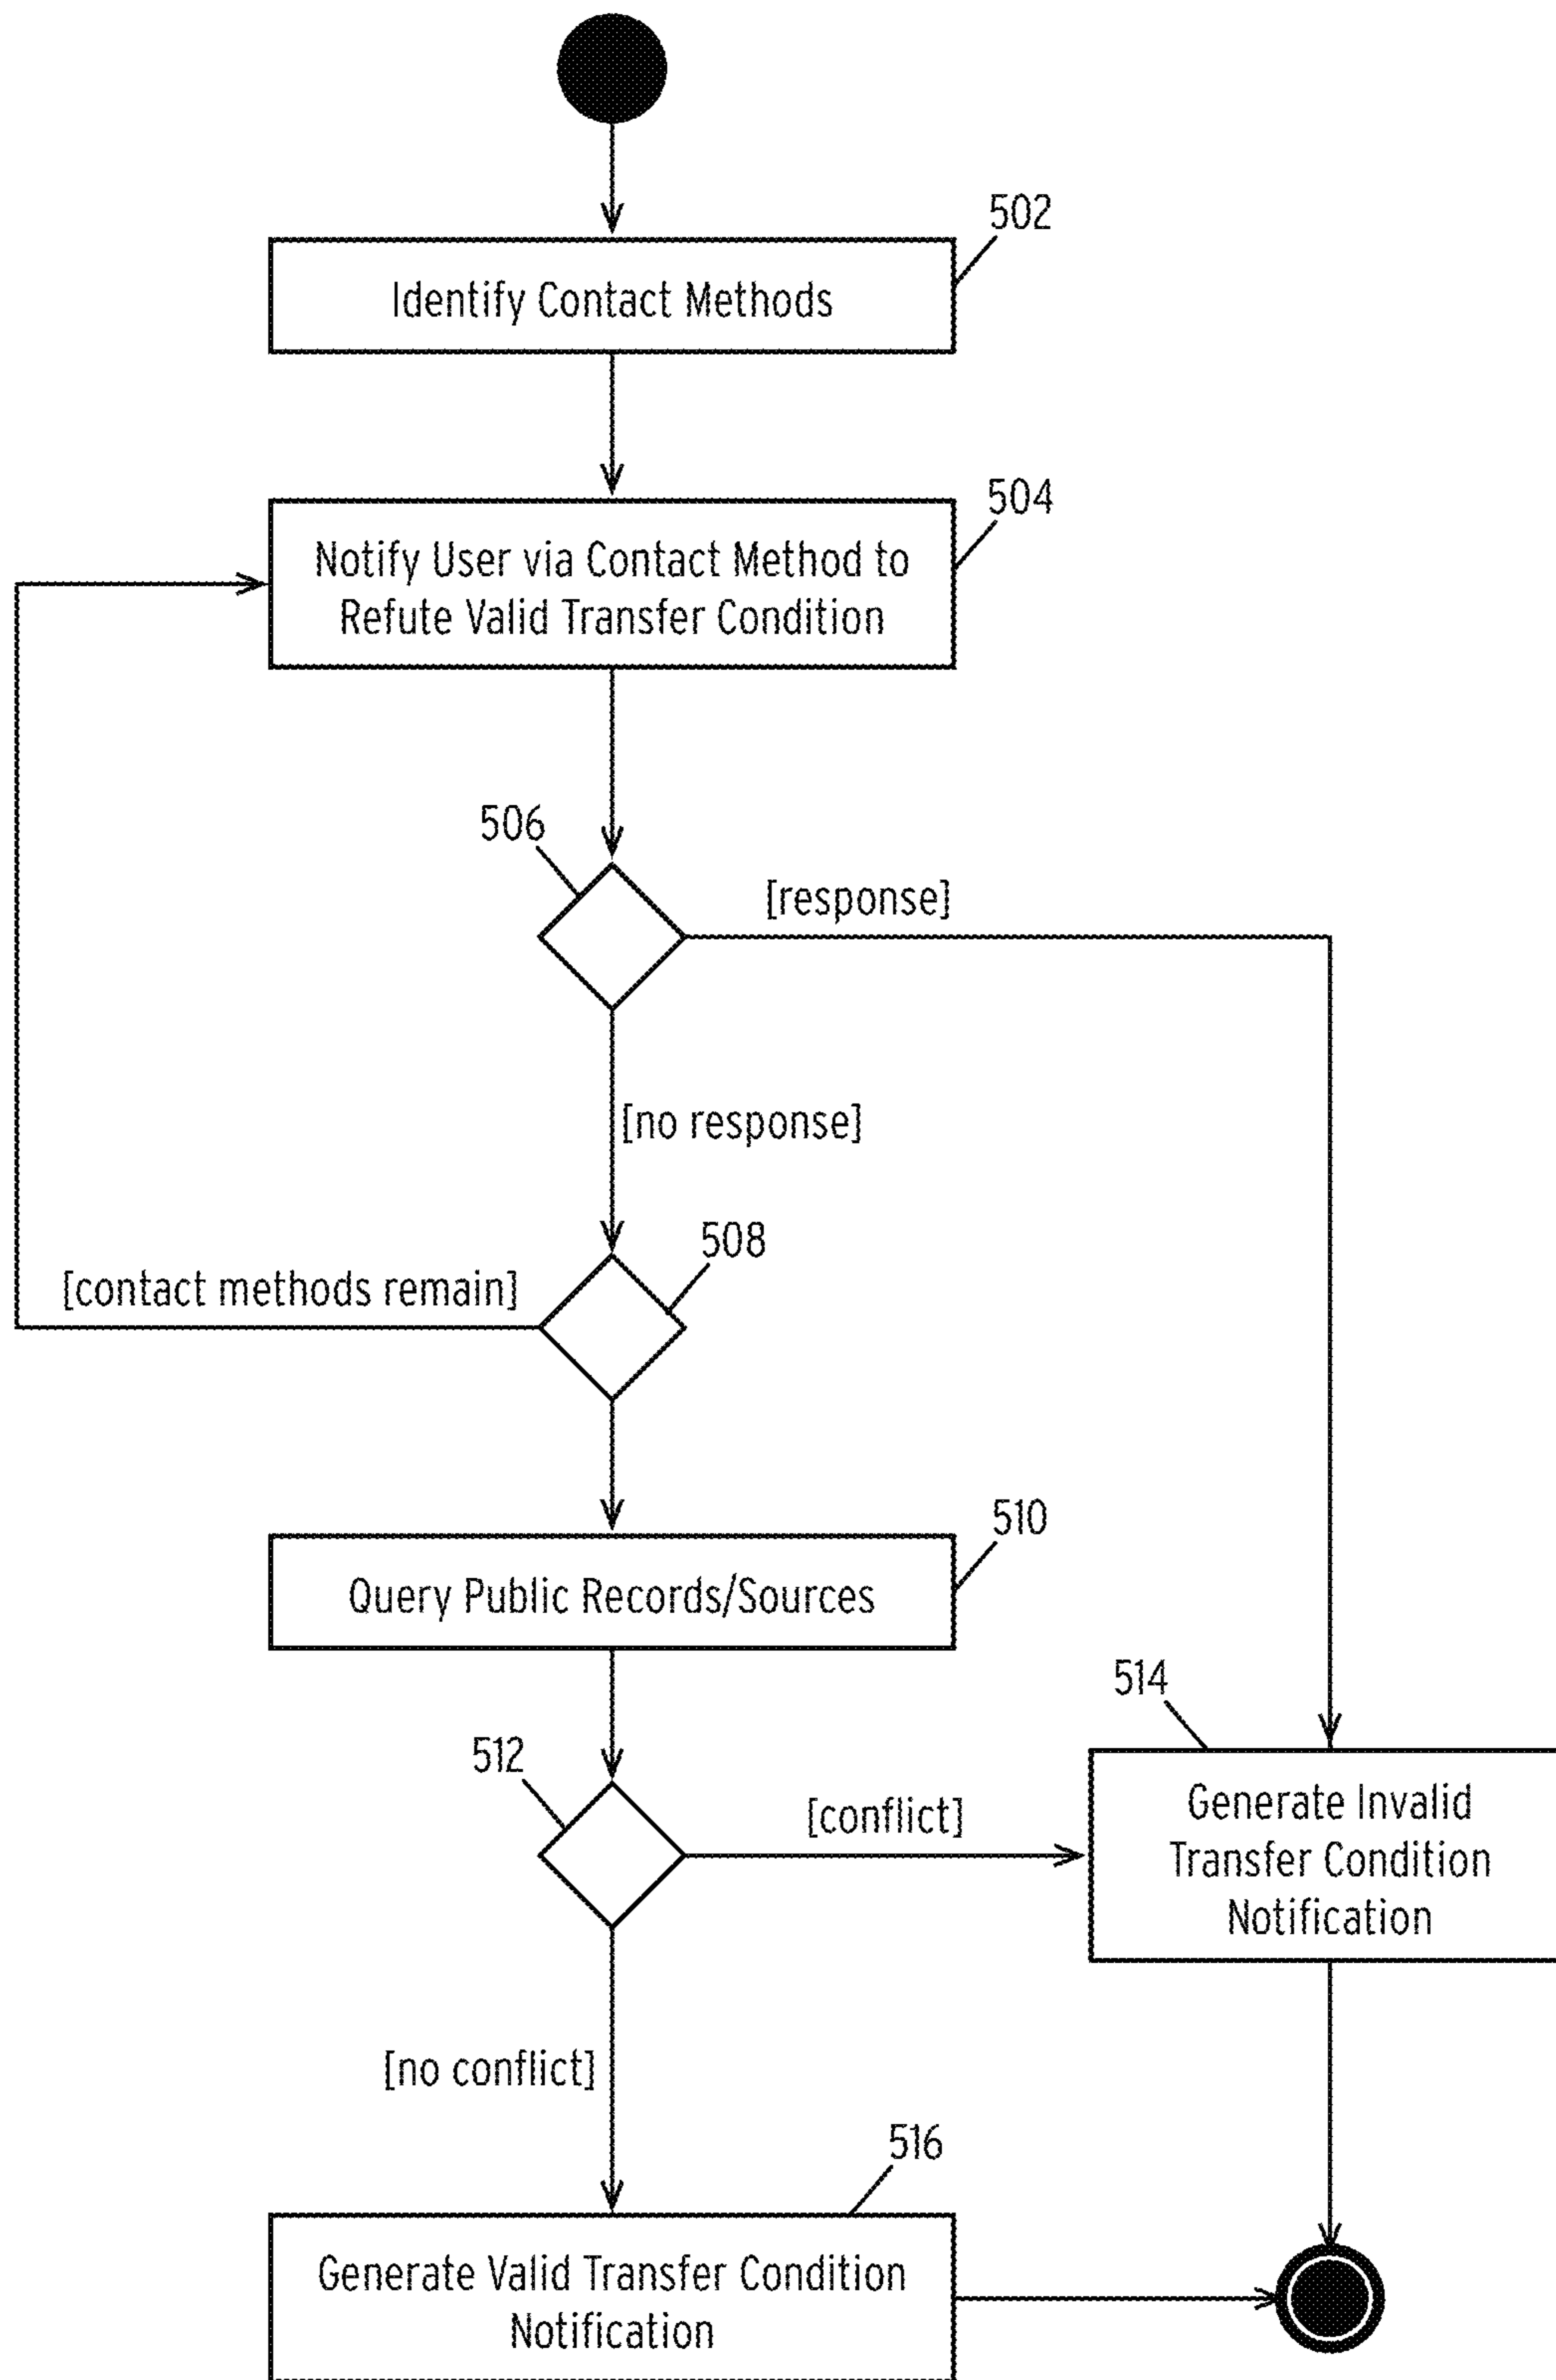 502
Identify Contact Methods
504
Notify User via Contact Method to
Refute Valid Transfer Condition
506
[response]
[no response]
508
[contact methods remain]
510
Query Public Records/Sources
514
512
[conflict]
Generate Invalid
Transfer Condition
Notification
[no conflict]
516
Generate Valid Transfer Condition
Notification